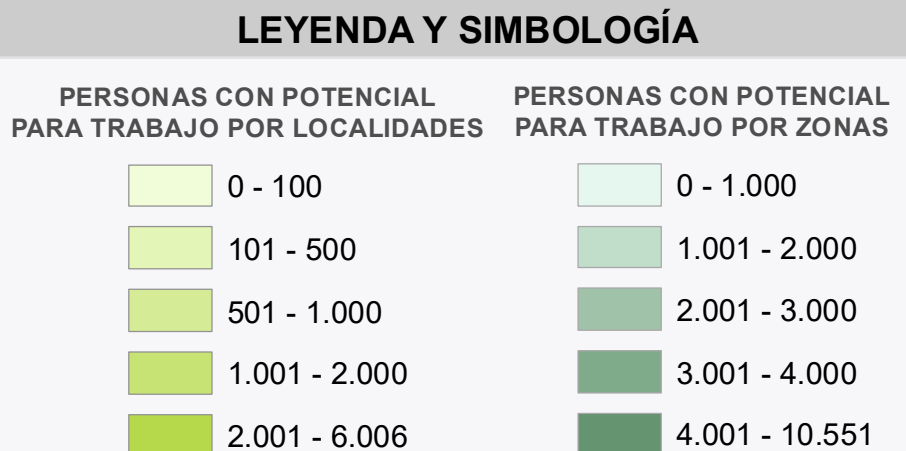 LEYENDA Y SIMBOLOGÍA
PERSONAS CON POTENCIAL
PARA TRABAJO POR LOCALIDADES
0 - 100
101 - 500
501 - 1.000
1.001 - 2.000
2.001 - 6.006
PERSONAS CON POTENCIAL
PARA TRABAJO POR ZONAS
0 - 1.000
1.001 - 2.000
2.001 - 3.000
3.001 - 4.000
4.001 - 10.551